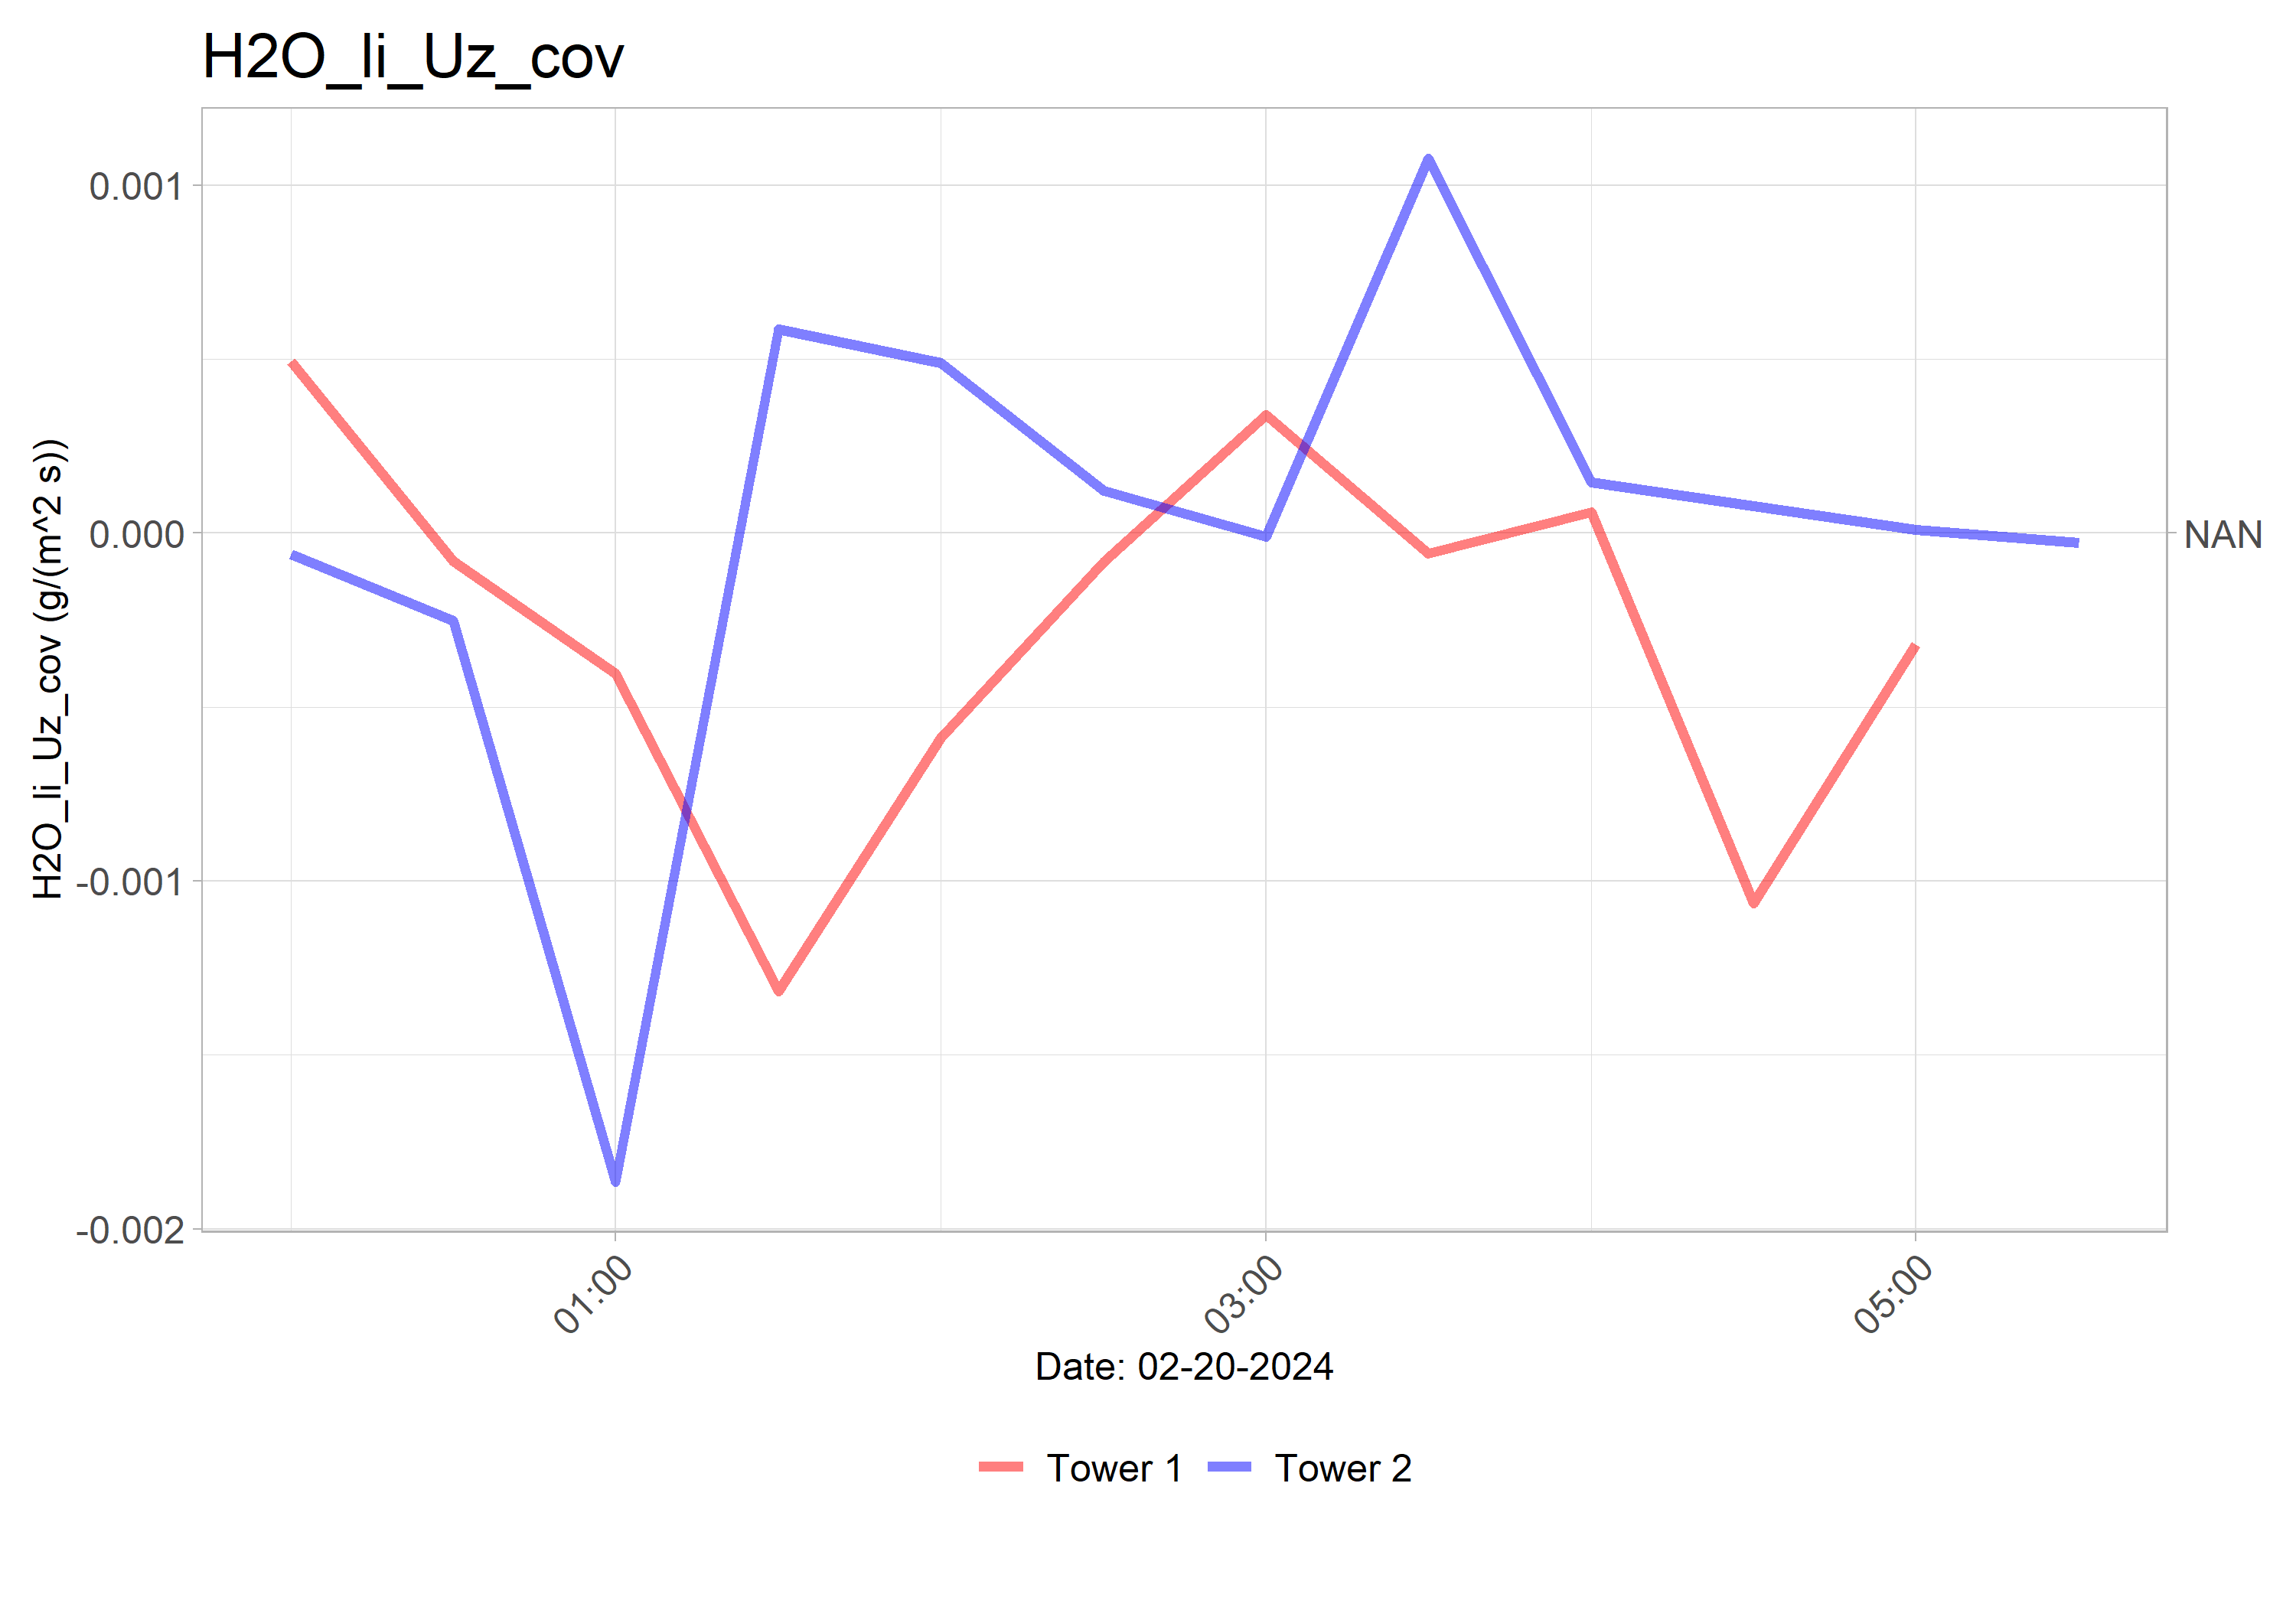 H2O_li_Uz_cov
H2O_li_Uz_cov (g/(m^2 s))
0.001
0.000
-0.001
-0.002
NAN
01:00
03:00
05:00
Date: 02-20-2024
Tower 1
Tower 2